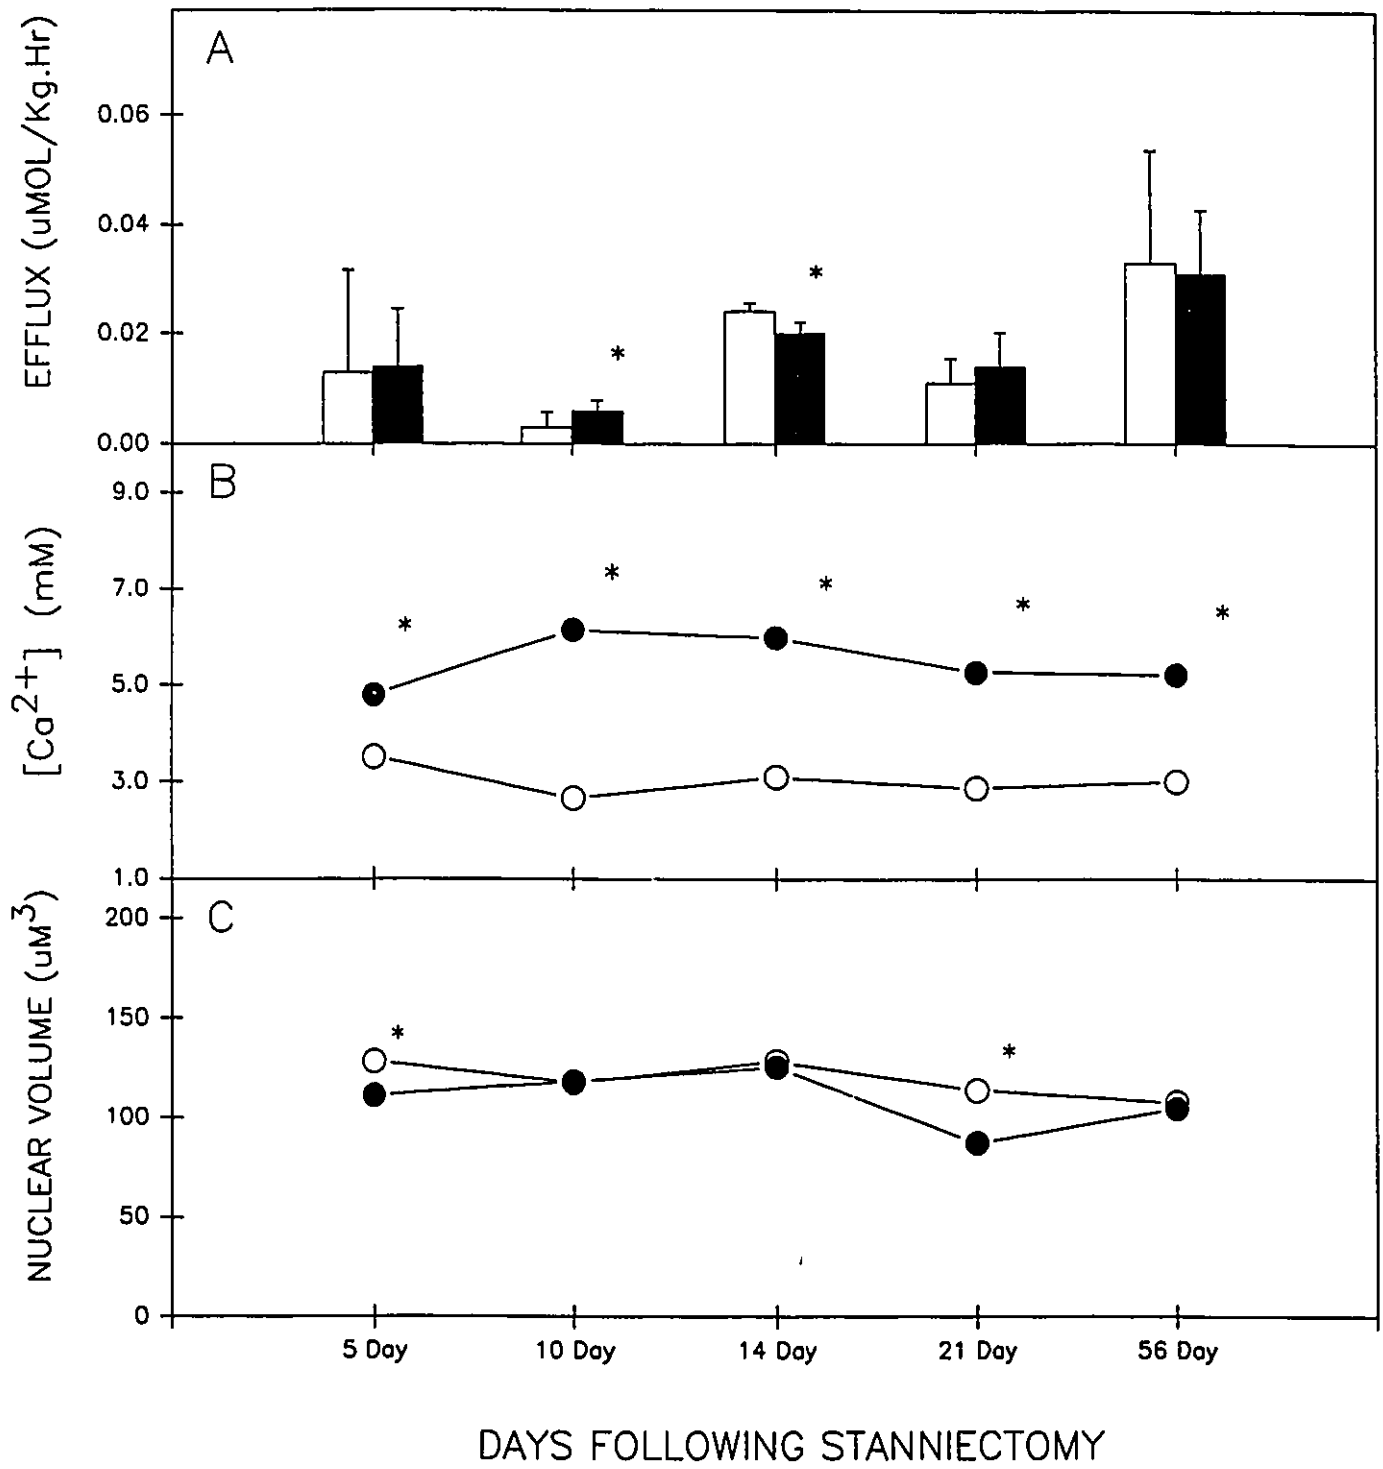 A
EFFLUX (uMOL/Kg.Hr)
0.06
0.04
0.02
0.00
*
*
B
[Ca2+] (mM)
9.0
7.0
5.0
3.0
1.0
*
*
*
*
*
C
NUCLEAR VOLUME (uM3)
200
150
100
50
0
*
*
5 Day 10 Day 14 Day 21 Day 56 Day
DAYS FOLLOWING STANNIECTOMY